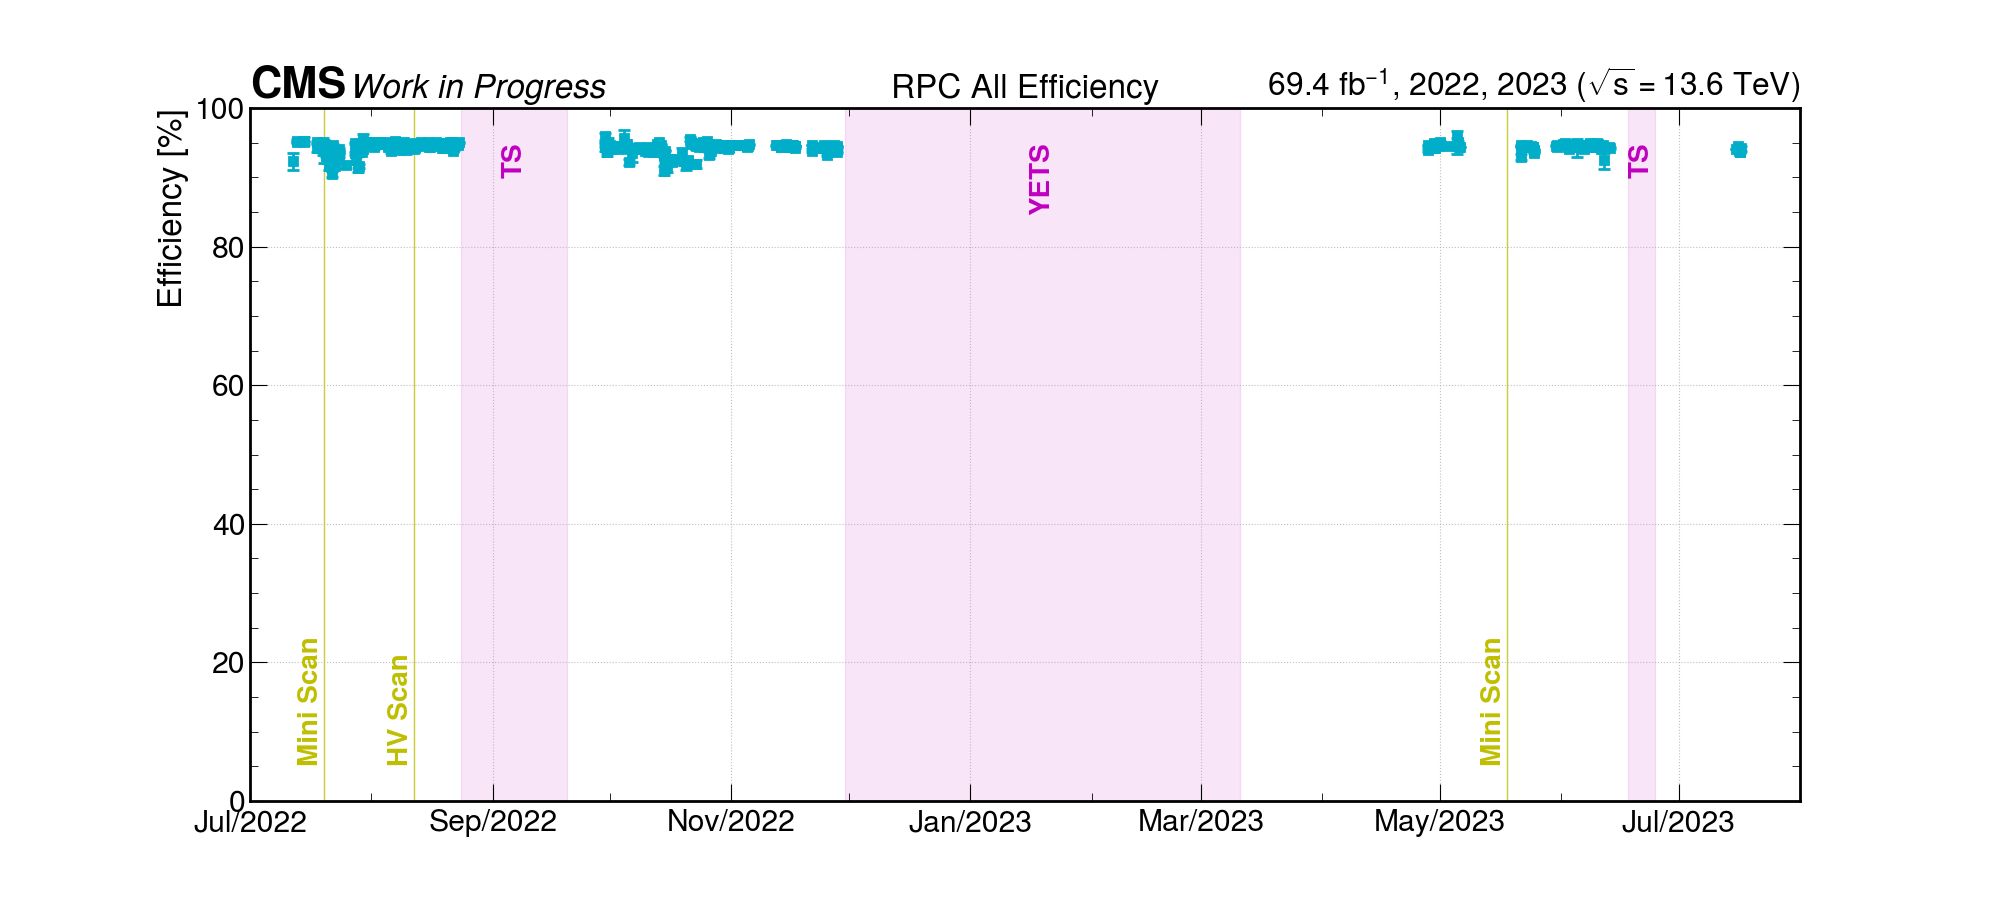 CMS Work in Progress RPC All Efficiency 69.4 fb⁻¹, 2022, 2023 (√s = 13.6 TeV)
Efficiency [%]
100
80
60
40
20
0
TS
YETS
TS
Mini Scan
HV Scan
Mini Scan
Jul/2022 Sep/2022 Nov/2022 Jan/2023 Mar/2023 May/2023 Jul/2023